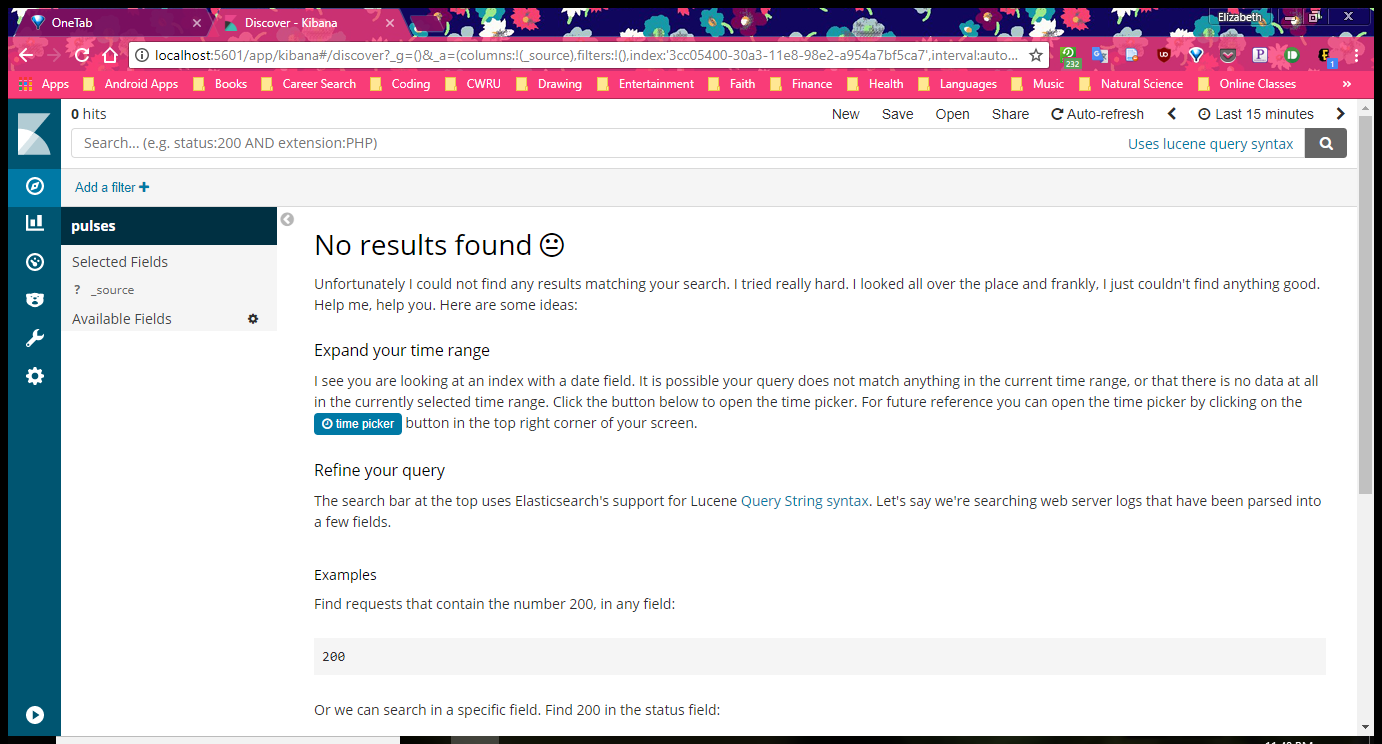 OneTab
Discover - Kibana
Elizabeth
localhost:5601/app/kibana#/discover?_g=()&_a=(columns:!(_source),filters:!(),index:'3cc05400-30a3-11e8-98e2-a954a7bf5ca7',interval:auto...
232
1
Apps
Android Apps
Books
Career Search
Coding
CWRU
Drawing
Entertainment
Faith
Finance
Health
Languages
Music
Natural Science
Online Classes
»
0 hits
New Save Open Share Auto-refresh Last 15 minutes
Search... (e.g. status:200 AND extension:PHP)
Uses lucene query syntax
Add a filter +
pulses
Selected Fields
? _source
Available Fields
No results found
Unfortunately I could not find any results matching your search. I tried really hard. I looked all over the place and frankly, I just couldn't find anything good.
Help me, help you. Here are some ideas:
Expand your time range
I see you are looking at an index with a date field. It is possible your query does not match anything in the current time range, or that there is no data at all
in the currently selected time range. Click the button below to open the time picker. For future reference you can open the time picker by clicking on the
time picker button in the top right corner of your screen.
Refine your query
The search bar at the top uses Elasticsearch's support for Lucene Query String syntax. Let's say we're searching web server logs that have been parsed into
a few fields.
Examples
Find requests that contain the number 200, in any field:
200
Or we can search in a specific field. Find 200 in the status field: